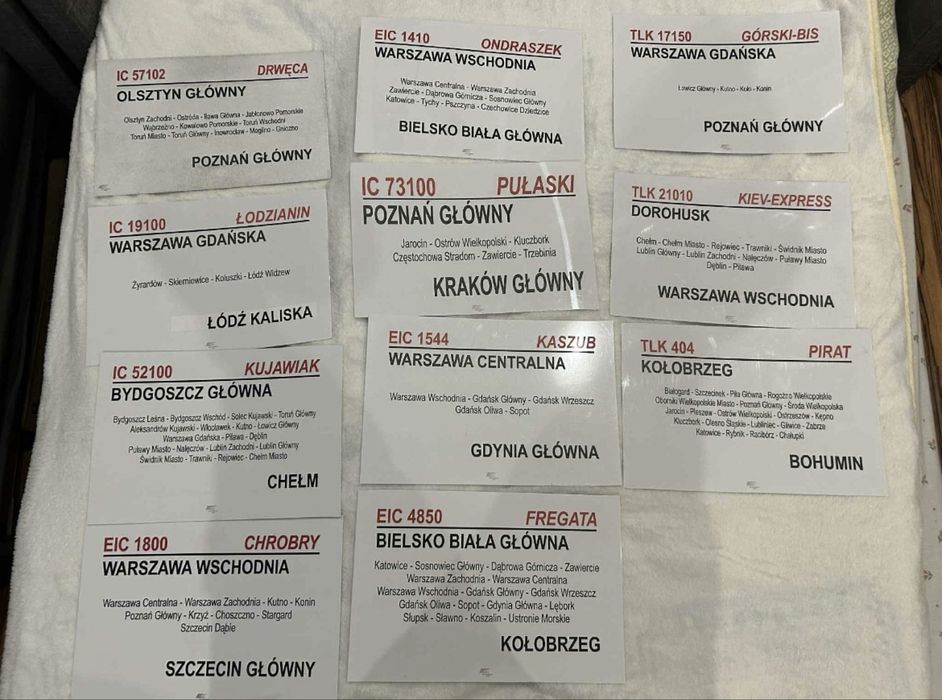 IC 57102 DRWĘCA
OLSZTYN GŁÓWNY
Olsztyn Zachodni - Ostróda - Iława Główna - Jabłonowo Pomorskie
Wąbrzeźno - Kowalewo Pomorskie - Toruń Wschodni
Toruń Miasto - Toruń Główny - Inowrocław - Mogilno - Gniezno
POZNAŃ GŁÓWNY
IC 19100 ŁODZIANIN
WARSZAWA GDAŃSKA
Żyrardów - Skierniewice - Koluszki - Łódź Widzew
ŁÓDŹ KALISKA
IC 52100 KUJAWIAK
BYDGOSZCZ GŁÓWNA
Bydgoszcz Leśna - Bydgoszcz Wschód - Solec Kujawski - Toruń Główny
Aleksandrów Kujawski - Włocławek - Kutno - Łowicz Główny
Warszawa Gdańska - Pilawa - Dęblin
Puławy Miasto - Nałęczów - Lublin Zachodni - Lublin Główny
Świdnik Miasto - Trawniki - Rejowiec - Chełm Miasto
CHEŁM
EIC 1800 CHROBRY
WARSZAWA WSCHODNIA
Warszawa Centralna - Warszawa Zachodnia - Kutno - Konin
Poznań Główny - Krzyż - Choszczno - Stargard
Szczecin Dąbie
SZCZECIN GŁÓWNY
EIC 1410 ONDRASZEK
WARSZAWA WSCHODNIA
Warszawa Centralna - Warszawa Zachodnia
Zawiercie - Dąbrowa Górnicza - Sosnowiec Główny
Katowice - Tychy - Pszczyna - Czechowice Dziedzice
BIELSKO BIAŁA GŁÓWNA
IC 73100 PUŁASKI
POZNAŃ GŁÓWNY
Jarocin - Ostrów Wielkopolski - Kluczbork
Częstochowa Stradom - Zawiercie - Trzebinia
KRAKÓW GŁÓWNY
EIC 1544 KASZUB
WARSZAWA CENTRALNA
Warszawa Wschodnia - Gdańsk Główny - Gdańsk Wrzeszcz
Gdańsk Oliwa - Sopot
GDYNIA GŁÓWNA
EIC 4850 FREGATA
BIELSKO BIAŁA GŁÓWNA
Katowice - Sosnowiec Główny - Dąbrowa Górnicza - Zawiercie
Warszawa Zachodnia - Warszawa Centralna
Warszawa Wschodnia - Gdańsk Główny - Gdańsk Wrzeszcz
Gdańsk Oliwa - Sopot - Gdynia Główna - Lębork
Słupsk - Sławno - Koszalin - Ustronie Morskie
KOŁOBRZEG
TLK 17150 GÓRSKI-BIS
WARSZAWA GDAŃSKA
Łowicz Główny - Kutno - Koło - Konin
POZNAŃ GŁÓWNY
TLK 21010 KIEV-EXPRESS
DOROHUSK
Chełm - Chełm Miasto - Rejowiec - Trawniki - Świdnik Miasto
Lublin Główny - Lublin Zachodni - Nałęczów - Puławy Miasto
Dęblin - Pilawa
WARSZAWA WSCHODNIA
TLK 404 PIRAT
KOŁOBRZEG
Białogard - Szczecinek - Piła Główna - Rogoźno Wielkopolskie
Oborniki Wielkopolskie Miasto - Poznań Główny - Środa Wielkopolska
Jarocin - Pleszew - Ostrów Wielkopolski - Ostrzeszów - Kępno
Kluczbork - Olesno Śląskie - Lubliniec - Gliwice - Zabrze
Katowice - Rybnik - Racibórz - Chałupki
BOHUMIN